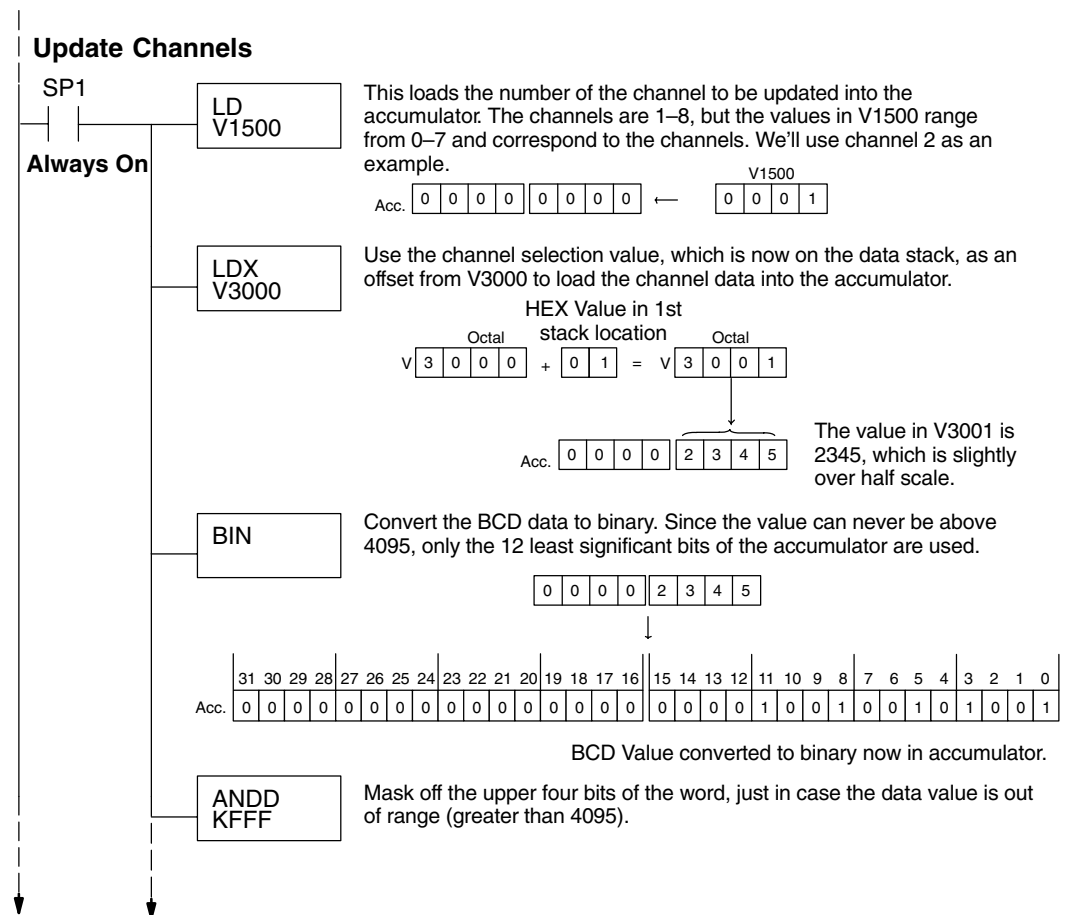 Update Channels
SP1
Always On
LD
V1500
This loads the number of the channel to be updated into the
accumulator. The channels are 1–8, but the values in V1500 range
from 0–7 and correspond to the channels. We'll use channel 2 as an
example.
V1500
Acc. 0 0 0 0 0 0 0 0 ← 0 0 0 1
LDX
V3000
Use the channel selection value, which is now on the data stack, as an
offset from V3000 to load the channel data into the accumulator.
HEX Value in 1st
stack location
Octal Octal
V 3 0 0 0 + 0 1 = V 3 0 0 1
Acc. 0 0 0 0 2 3 4 5
The value in V3001 is
2345, which is slightly
over half scale.
BIN
Convert the BCD data to binary. Since the value can never be above
4095, only the 12 least significant bits of the accumulator are used.
0 0 0 0 2 3 4 5
31 30 29 28 27 26 25 24 23 22 21 20 19 18 17 16 15 14 13 12 11 10 9 8 7 6 5 4 3 2 1 0
Acc. 0 0 0 0 0 0 0 0 0 0 0 0 0 0 0 0 0 0 0 0 1 0 0 1 0 0 1 0 1 0 0 1
BCD Value converted to binary now in accumulator.
ANDD
KFFF
Mask off the upper four bits of the word, just in case the data value is out
of range (greater than 4095).